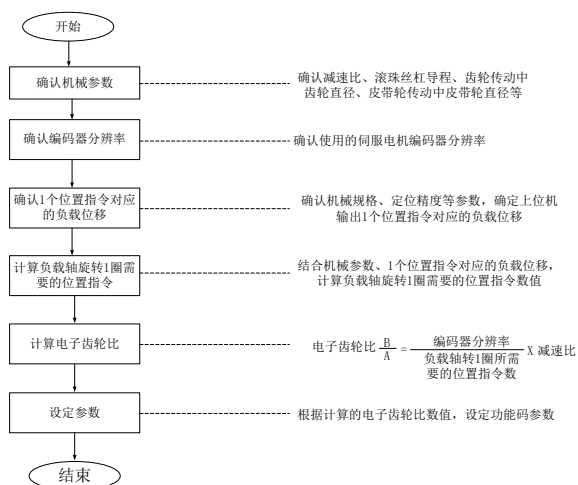 开始
确认机械参数
确认减速比、滚珠丝杠导程、齿轮传动中
齿轮直径、皮带轮传动中皮带轮直径等
确认编码器分辨率
确认使用的伺服电机编码器分辨率
确认1个位置指令对应
的负载位移
确认机械规格、定位精度等参数，确定上位机
输出1个位置指令对应的负载位移
计算负载轴旋转1圈需
要的位置指令
结合机械参数、1个位置指令对应的负载位移，
计算负载轴旋转1圈需要的位置指令数值
计算电子齿轮比
电子齿轮比 B/A = 编码器分辨率
负载轴转1圈所需
要的位置指令数
X 减速比
设定参数
根据计算的电子齿轮比数值，设定功能码参数
结束